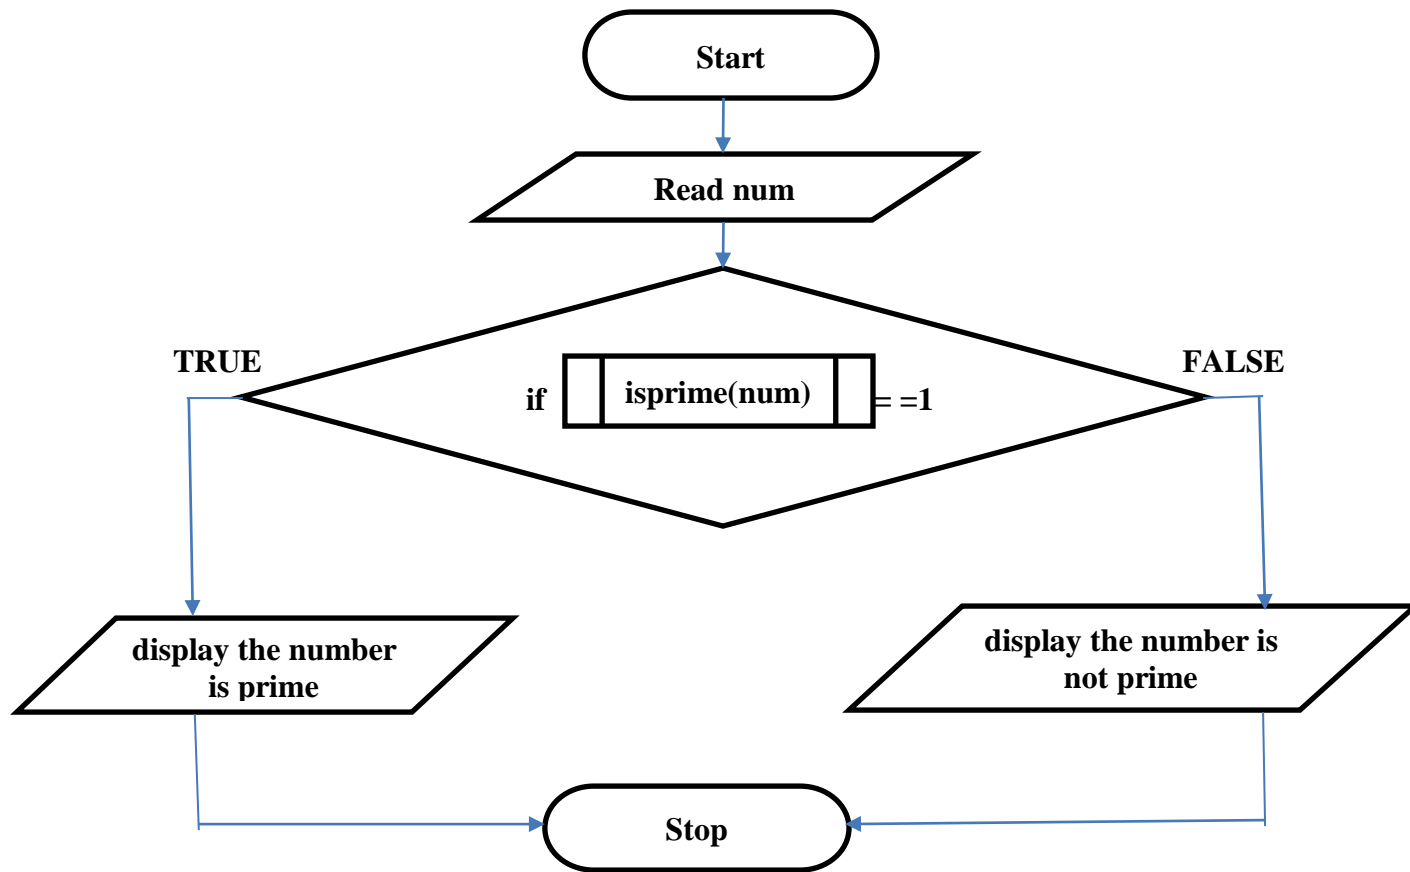 Start
Read num
TRUE
FALSE
if isprime(num) = =1
display the number
is prime
display the number is
not prime
Stop